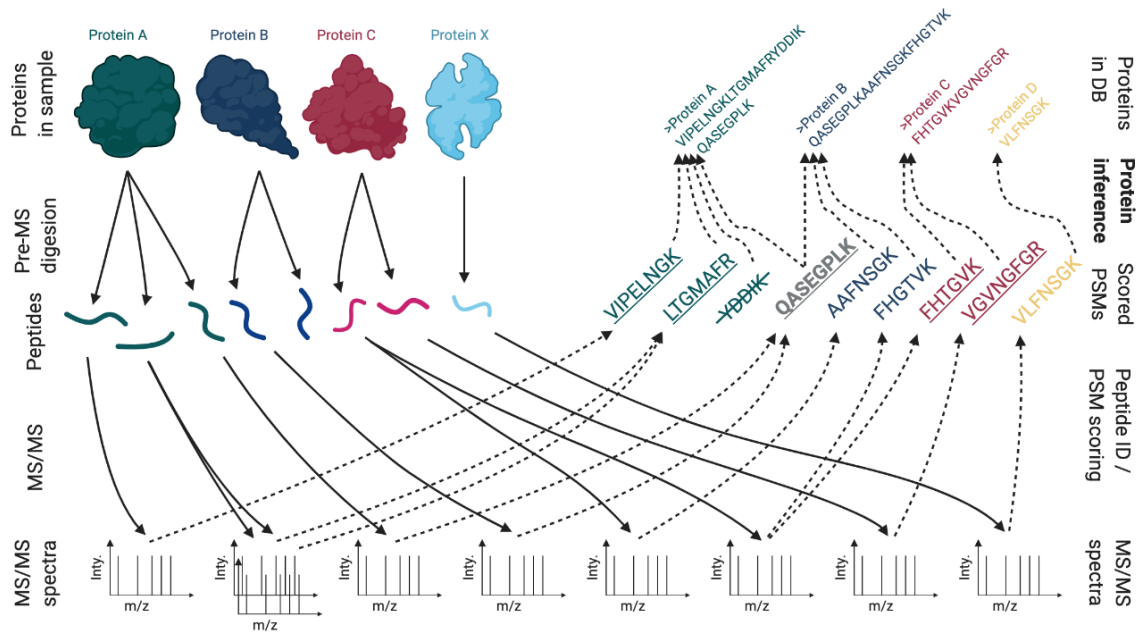 Protein A
Protein B
Protein C
Protein X
Proteins
in sample
Pre-MS
digestion
Peptides
MS/MS
MS/MS
spectra
>Protein A
VIPELNGKLTGMAFRYDDIK
QASEGPLK
>Protein B
QASEGPLKAAFNSGKFHGTVK
>Protein C
FHTGVKVGVNGFGR
>Protein D
VLFNSGK
Proteins
in DB
Protein
inference
VIPELNGK
LTGMAFR
YDDIK
QASEGPLK
AAFNSGK
FHGTVK
FHTGVK
VGVNGFGR
VLFNSGK
Scored
PSMs
Peptide ID /
PSM scoring
MS/MS
spectra
Inty.
m/z
Inty.
m/z
Inty.
m/z
Inty.
m/z
Inty.
m/z
Inty.
m/z
Inty.
m/z
Inty.
m/z